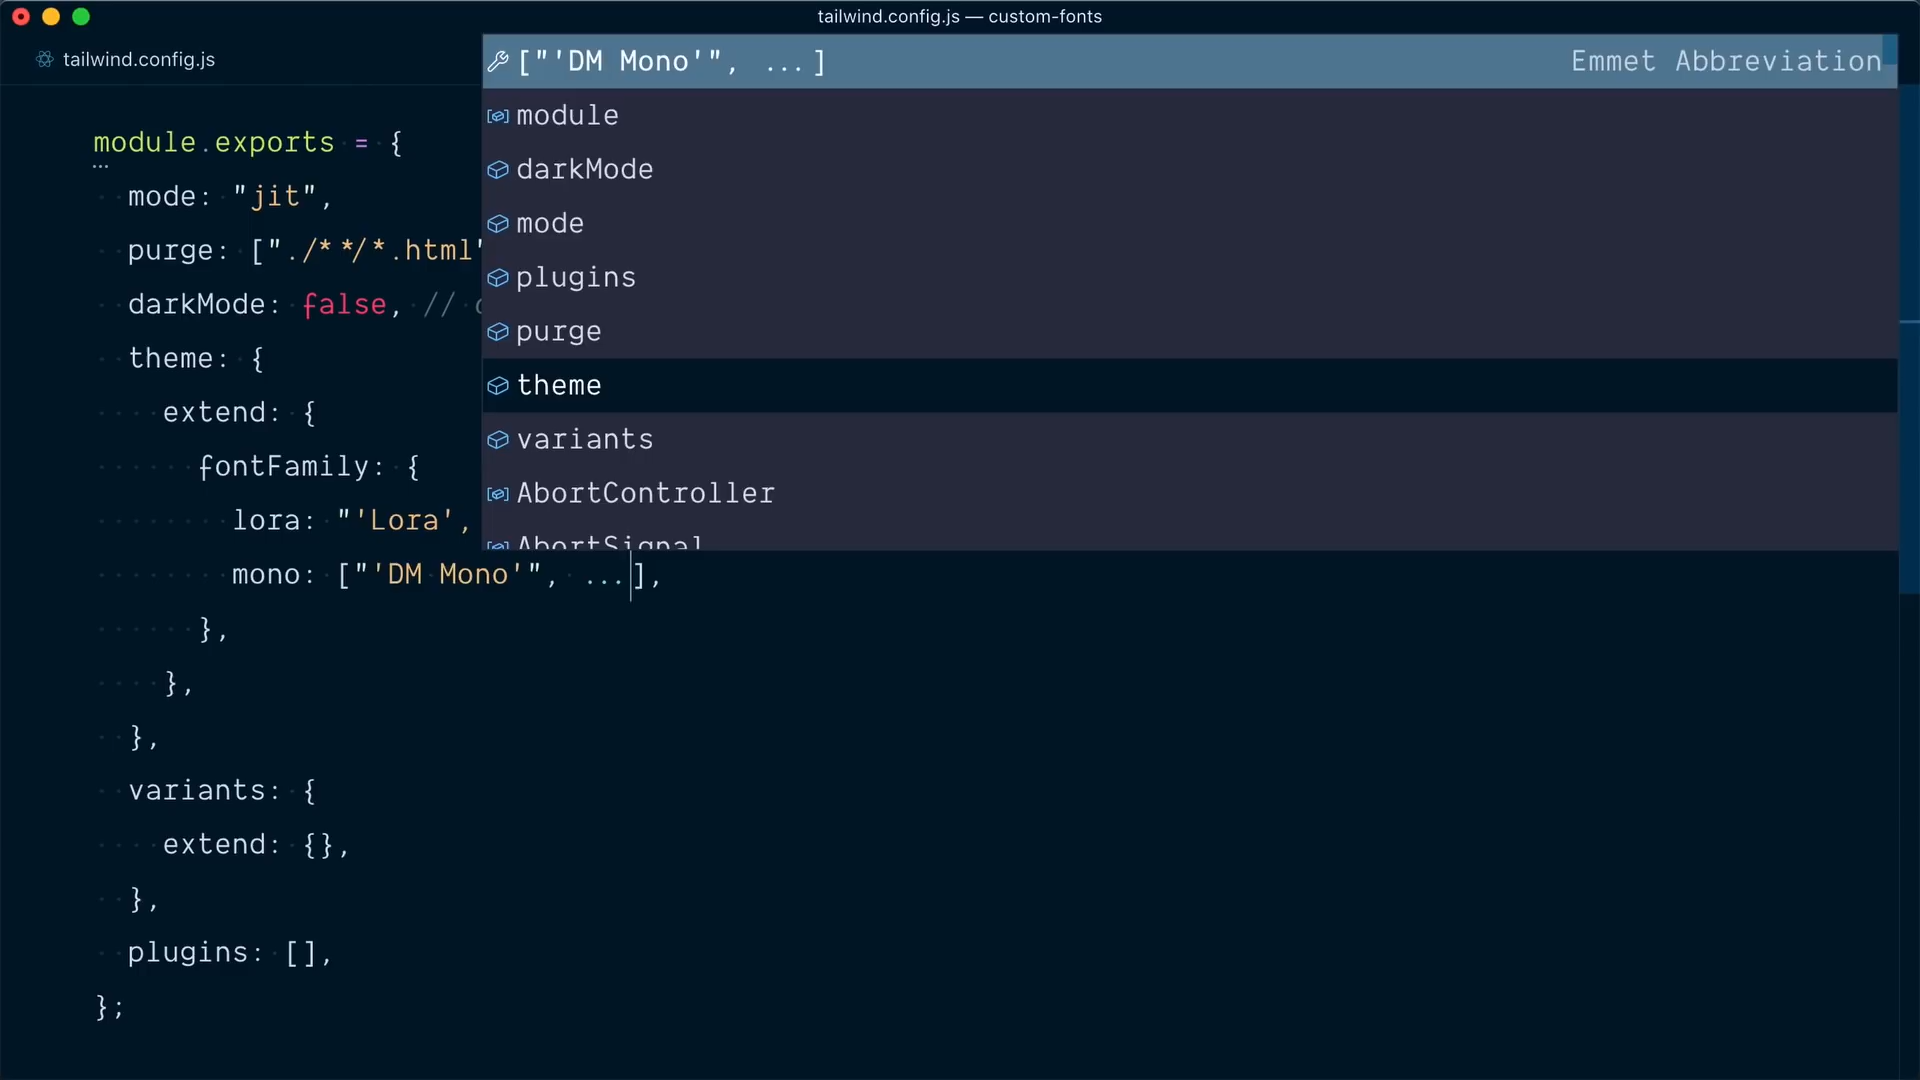 tailwind.config.js — custom-fonts
tailwind.config.js
["'DM Mono'", ...] Emmet Abbreviation
module
darkMode
mode
plugins
purge
theme
variants
AbortController
AbortSignal
module.exports = {
mode: "jit",
purge: ["./**/*.html"
darkMode: false, //
theme: {
extend: {
fontFamily: {
lora: "'Lora',
mono: ["'DM Mono'", ...],
},
},
},
variants: {
extend: {},
},
plugins: [],
};